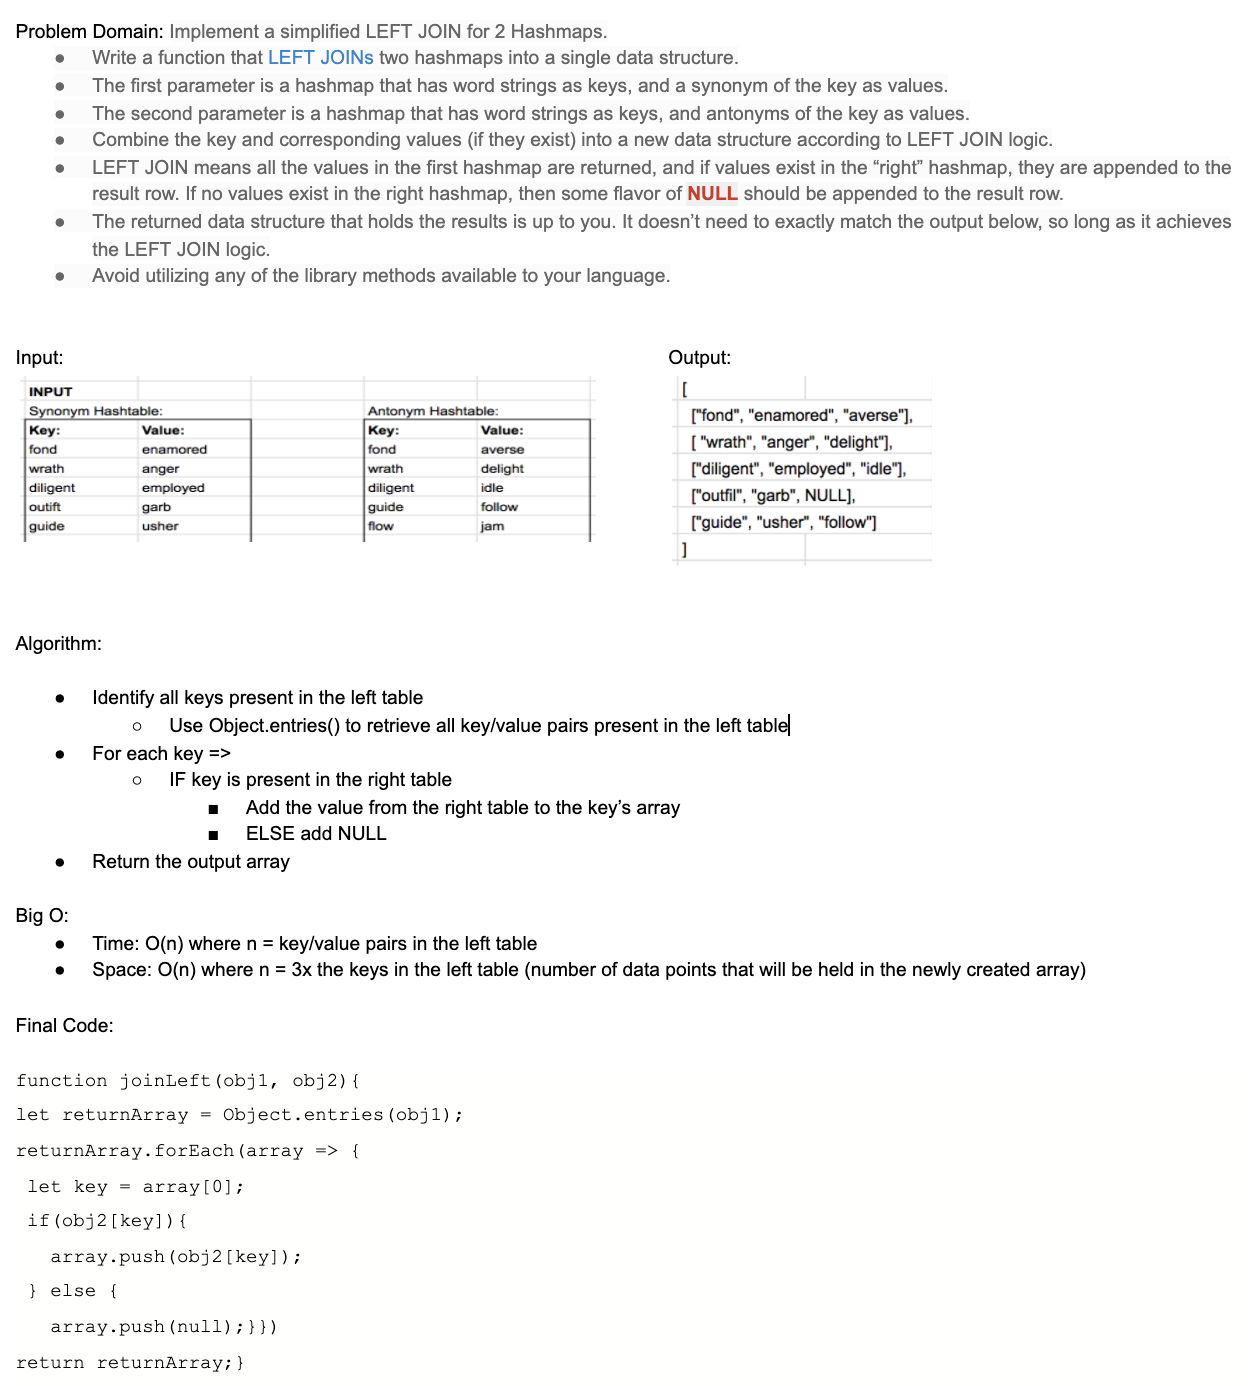 Problem Domain: Implement a simplified LEFT JOIN for 2 Hashmaps.
● Write a function that LEFT JOINs two hashmaps into a single data structure.
● The first parameter is a hashmap that has word strings as keys, and a synonym of the key as values.
● The second parameter is a hashmap that has word strings as keys, and antonyms of the key as values.
● Combine the key and corresponding values (if they exist) into a new data structure according to LEFT JOIN logic.
● LEFT JOIN means all the values in the first hashmap are returned, and if values exist in the “right” hashmap, they are appended to the
result row. If no values exist in the right hashmap, then some flavor of NULL should be appended to the result row.
● The returned data structure that holds the results is up to you. It doesn’t need to exactly match the output below, so long as it achieves
the LEFT JOIN logic.
● Avoid utilizing any of the library methods available to your language.
Input:
INPUT
Synonym Hashtable: Antonym Hashtable:
Key: Value: Key: Value:
fond enamored fond averse
wrath anger wrath delight
diligent employed diligent idle
outift garb guide follow
guide usher flow jam
Output:
[
["fond", "enamored", "averse"],
[ "wrath", "anger", "delight"],
["diligent", "employed", "idle"],
["outfil", "garb", NULL],
["guide", "usher", "follow"]
]
Algorithm:
● Identify all keys present in the left table
○ Use Object.entries() to retrieve all key/value pairs present in the left table
● For each key =>
○ IF key is present in the right table
■ Add the value from the right table to the key’s array
■ ELSE add NULL
● Return the output array
Big O:
● Time: O(n) where n = key/value pairs in the left table
● Space: O(n) where n = 3x the keys in the left table (number of data points that will be held in the newly created array)
Final Code:
function joinLeft(obj1, obj2){
let returnArray = Object.entries(obj1);
returnArray.forEach(array => {
let key = array[0];
if(obj2[key]){
array.push(obj2[key]);
} else {
array.push(null);}})
return returnArray;}